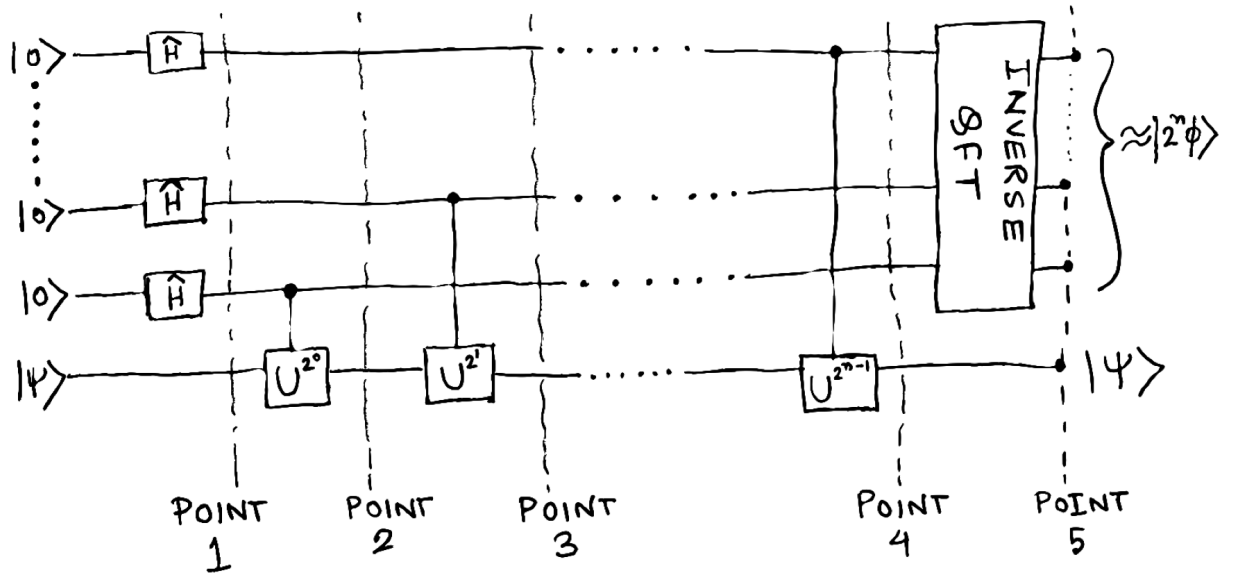 |0⟩ Ĥ
|0⟩ Ĥ
|0⟩ Ĥ
|ψ⟩ U^{2^0} U^{2^1} U^{2^{n-1}} |ψ⟩
INVERSE
QFT
≈|2^n ϕ⟩
POINT 1
POINT 2
POINT 3
POINT 4
POINT 5